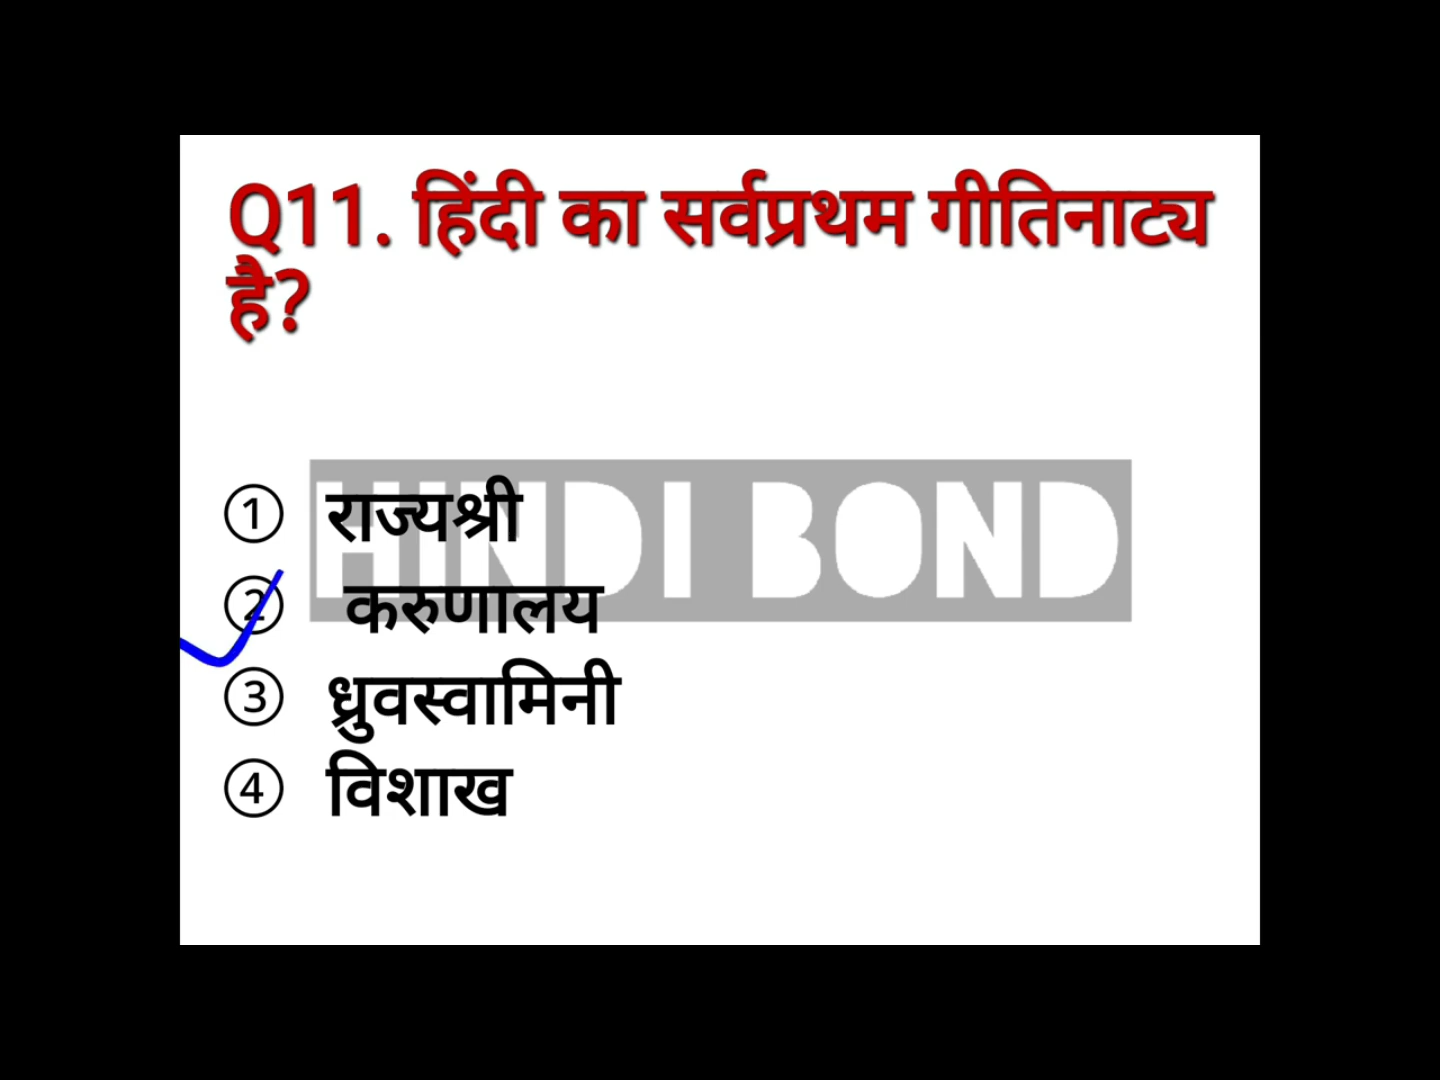 Q11. हिंदी का सर्वप्रथम गीतिनाट्य
है?
HINDI BOND
① राज्यश्री
② करुणालय
③ ध्रुवस्वामिनी
④ विशाख